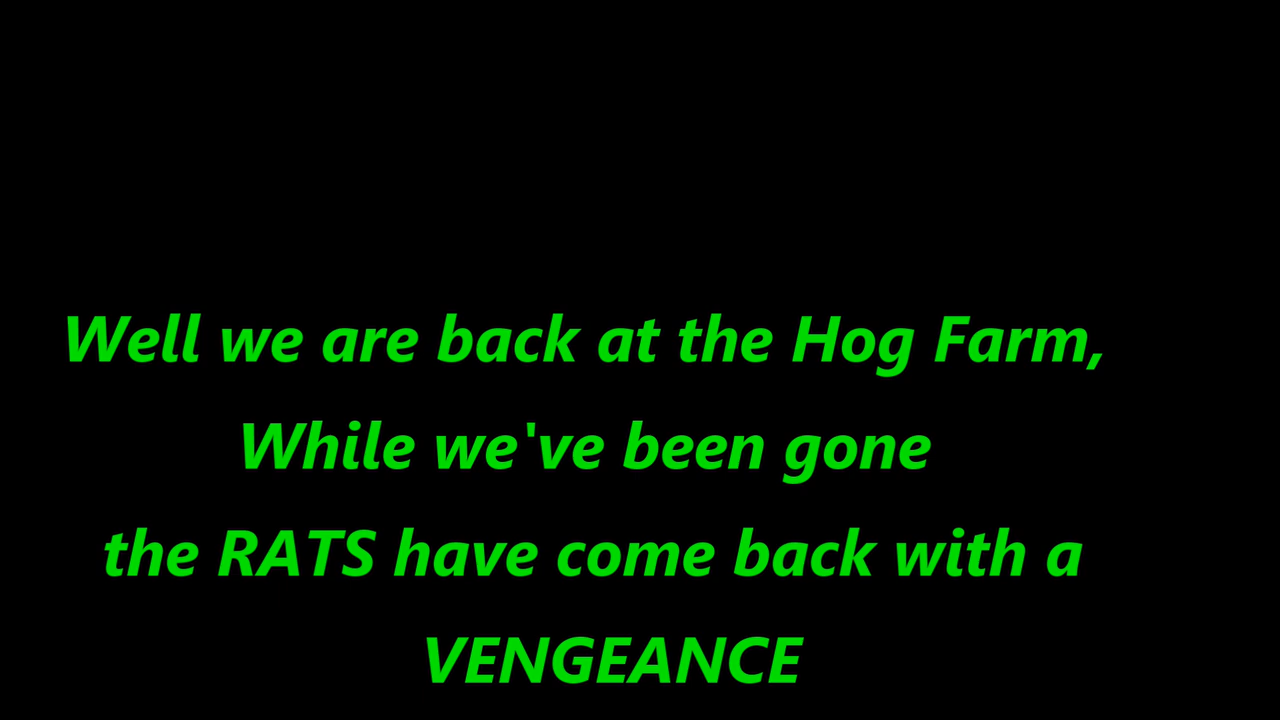 Well we are back at the Hog Farm,
While we've been gone
the RATS have come back with a
VENGEANCE